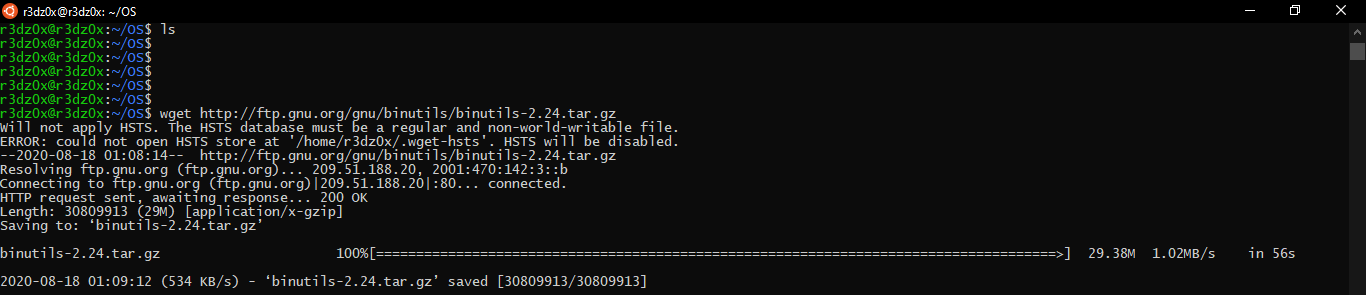 r3dz0x@r3dz0x: ~/OS
r3dz0x@r3dz0x:~/OS$ ls
r3dz0x@r3dz0x:~/OS$
r3dz0x@r3dz0x:~/OS$
r3dz0x@r3dz0x:~/OS$
r3dz0x@r3dz0x:~/OS$
r3dz0x@r3dz0x:~/OS$
r3dz0x@r3dz0x:~/OS$ wget http://ftp.gnu.org/gnu/binutils/binutils-2.24.tar.gz
Will not apply HSTS. The HSTS database must be a regular and non-world-writable file.
ERROR: could not open HSTS store at '/home/r3dz0x/.wget-hsts'. HSTS will be disabled.
--2020-08-18 01:08:14--  http://ftp.gnu.org/gnu/binutils/binutils-2.24.tar.gz
Resolving ftp.gnu.org (ftp.gnu.org)... 209.51.188.20, 2001:470:142:3::b
Connecting to ftp.gnu.org (ftp.gnu.org)|209.51.188.20|:80... connected.
HTTP request sent, awaiting response... 200 OK
Length: 30809913 (29M) [application/x-gzip]
Saving to: ‘binutils-2.24.tar.gz’
binutils-2.24.tar.gz 100%[=====================================================================================>] 29.38M 1.02MB/s in 56s
2020-08-18 01:09:12 (534 KB/s) - ‘binutils-2.24.tar.gz’ saved [30809913/30809913]